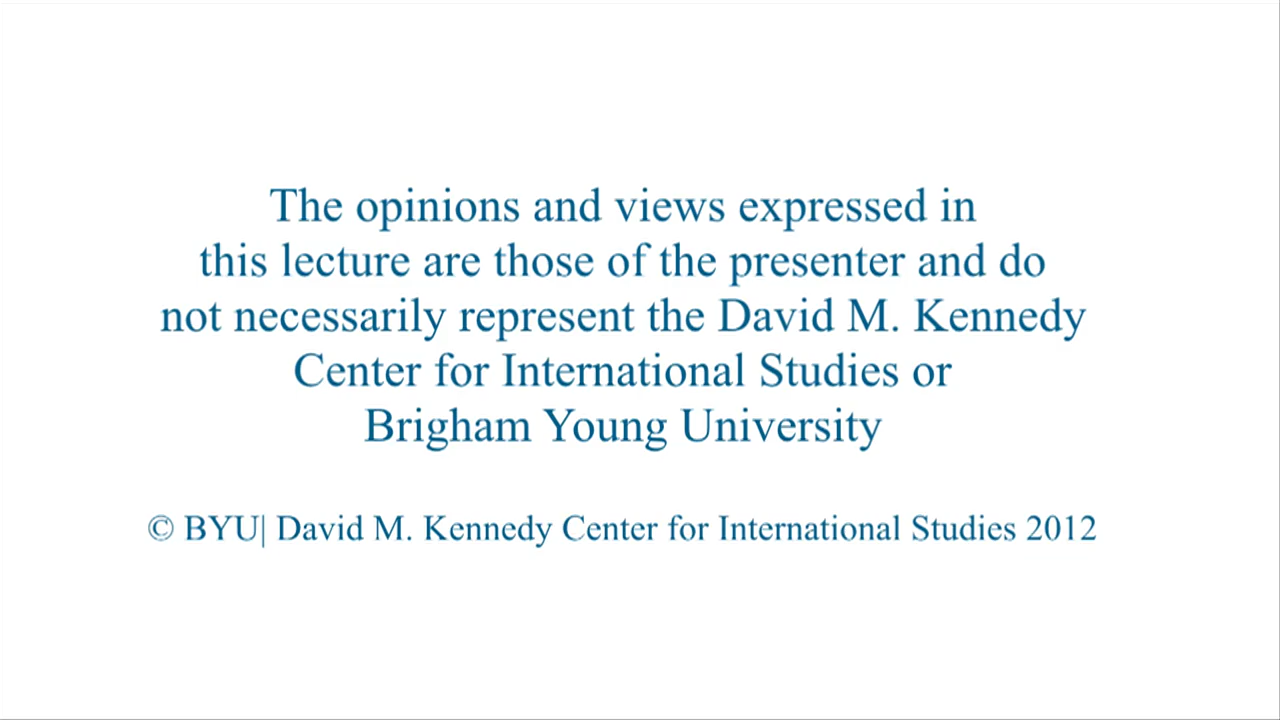 The opinions and views expressed in
this lecture are those of the presenter and do
not necessarily represent the David M. Kennedy
Center for International Studies or
Brigham Young University
© BYU| David M. Kennedy Center for International Studies 2012